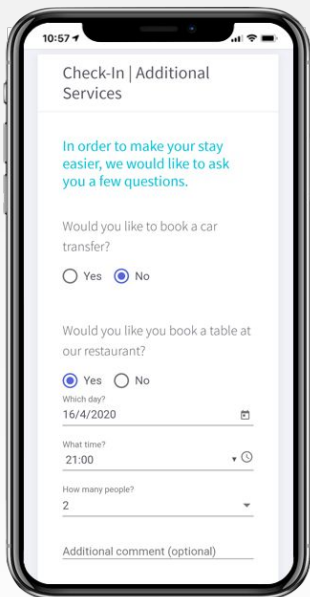 10:57
Check-In | Additional
Services
In order to make your stay
easier, we would like to ask
you a few questions.
Would you like to book a car
transfer?
Yes No
Would you like you book a table at
our restaurant?
Yes No
Which day?
16/4/2020
What time?
21:00
How many people?
2
Additional comment (optional)